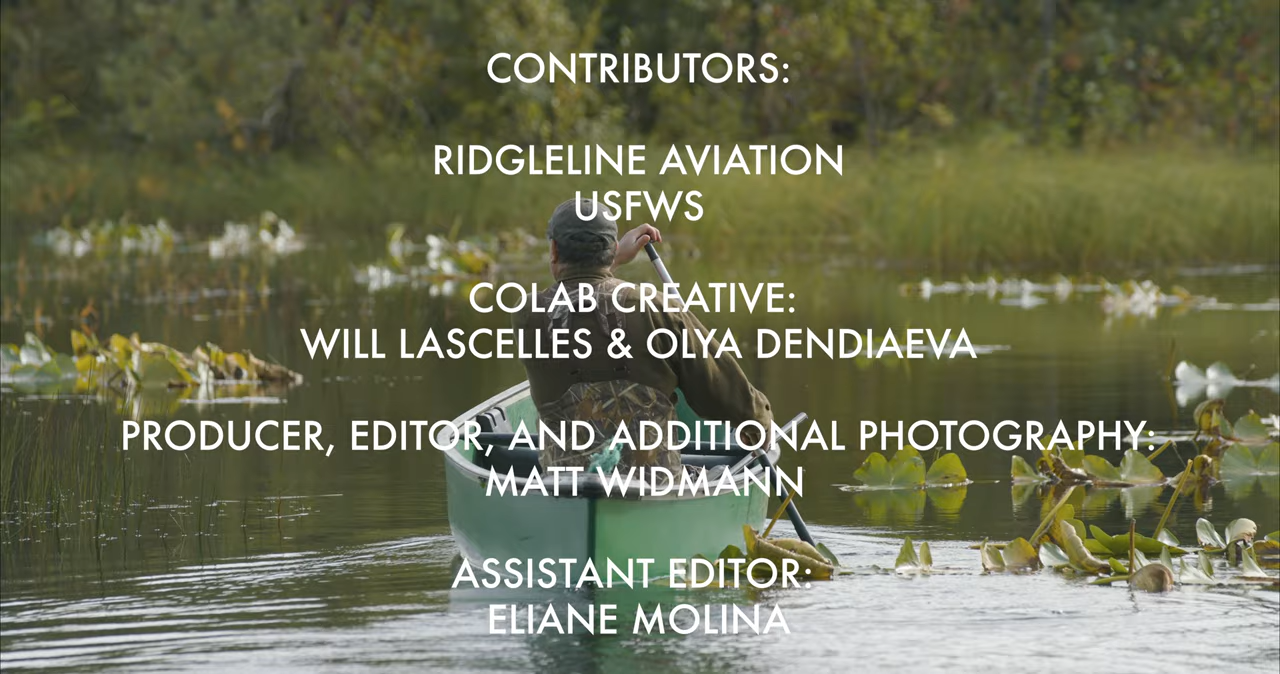 CONTRIBUTORS:
RIDGLELINE AVIATION
USFWS
COLAB CREATIVE:
WILL LASCELLES & OLYA DENDIAEVA
PRODUCER, EDITOR, AND ADDITIONAL PHOTOGRAPHY:
MATT WIDMANN
ASSISTANT EDITOR:
ELIANE MOLINA